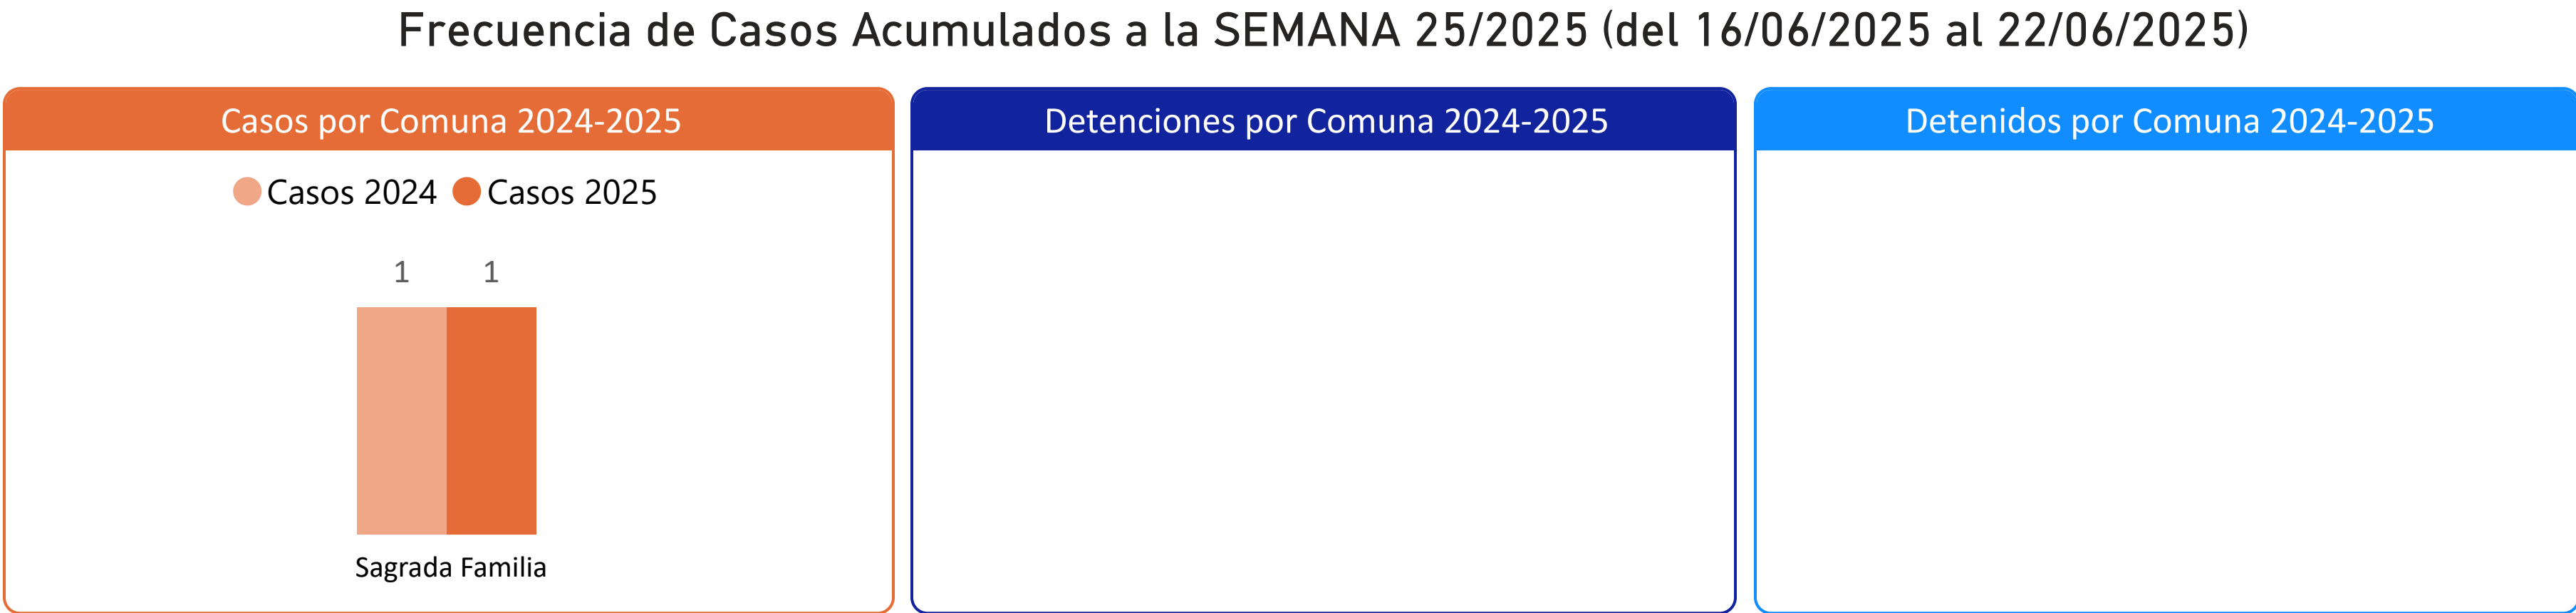 Frecuencia de Casos Acumulados a la SEMANA 25/2025 (del 16/06/2025 al 22/06/2025)
Casos por Comuna 2024-2025
Casos 2024 Casos 2025
1 1
Sagrada Familia
Detenciones por Comuna 2024-2025
Detenidos por Comuna 2024-2025